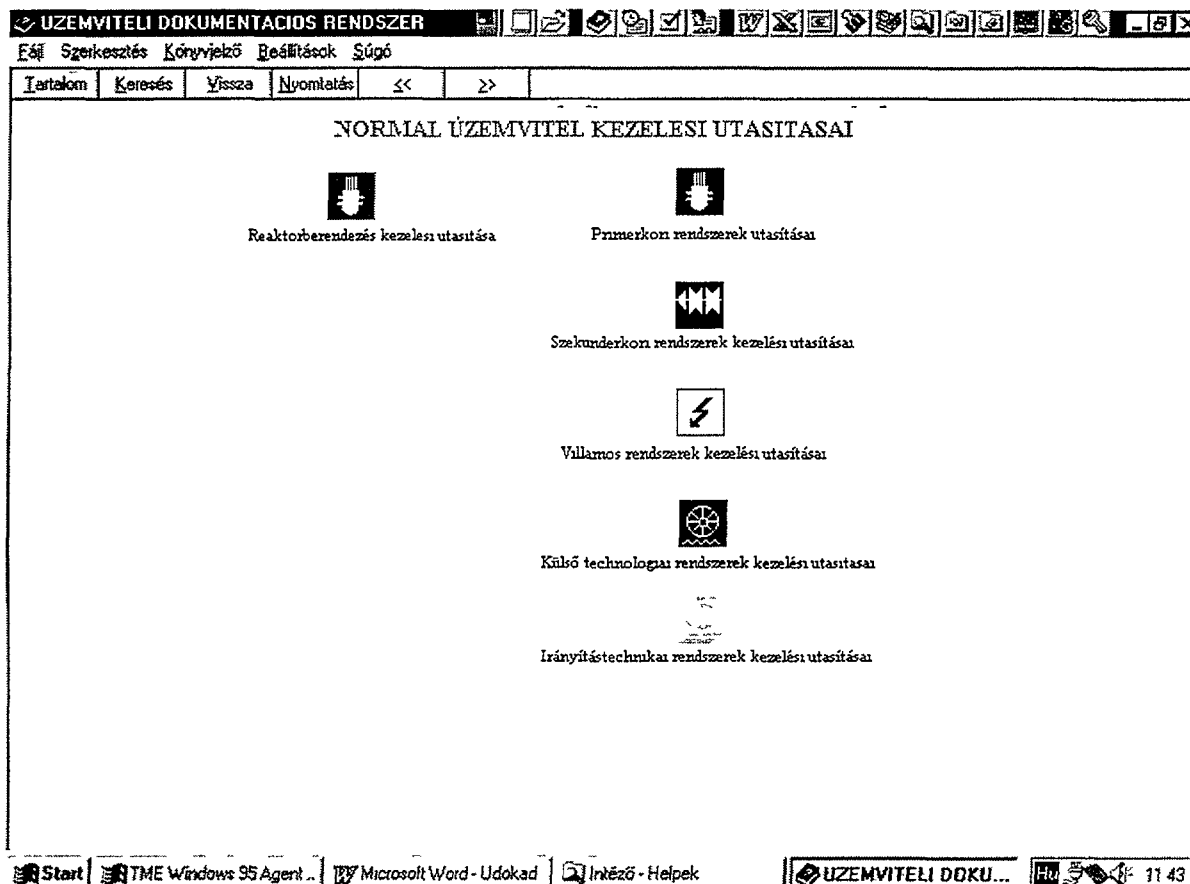 UZEMVITELI DOKUMENTACIOS RENDSZER
Fájl Szerkesztés Könyvjelző Beállítások Súgó
Tartalom Keresés Vissza Nyomtatás << >>
NORMAL ÜZEMVITEL KEZELESI UTASITASAI
Reaktorberendezés kezelesi utasitása Primerkori rendszerek utasításai
Szekunderkori rendszerek kezelési utasításai
Villamos rendszerek kezelési utasításai
Külső technologiai rendszerek kezelési utasitasai
Irányítástechnikai rendszerek kezelési utasításai
Start TME Windows 95 Agent .. Microsoft Word - Udokad Intéző - Helpek UZEMVITELI DOKU... Hu 11 43